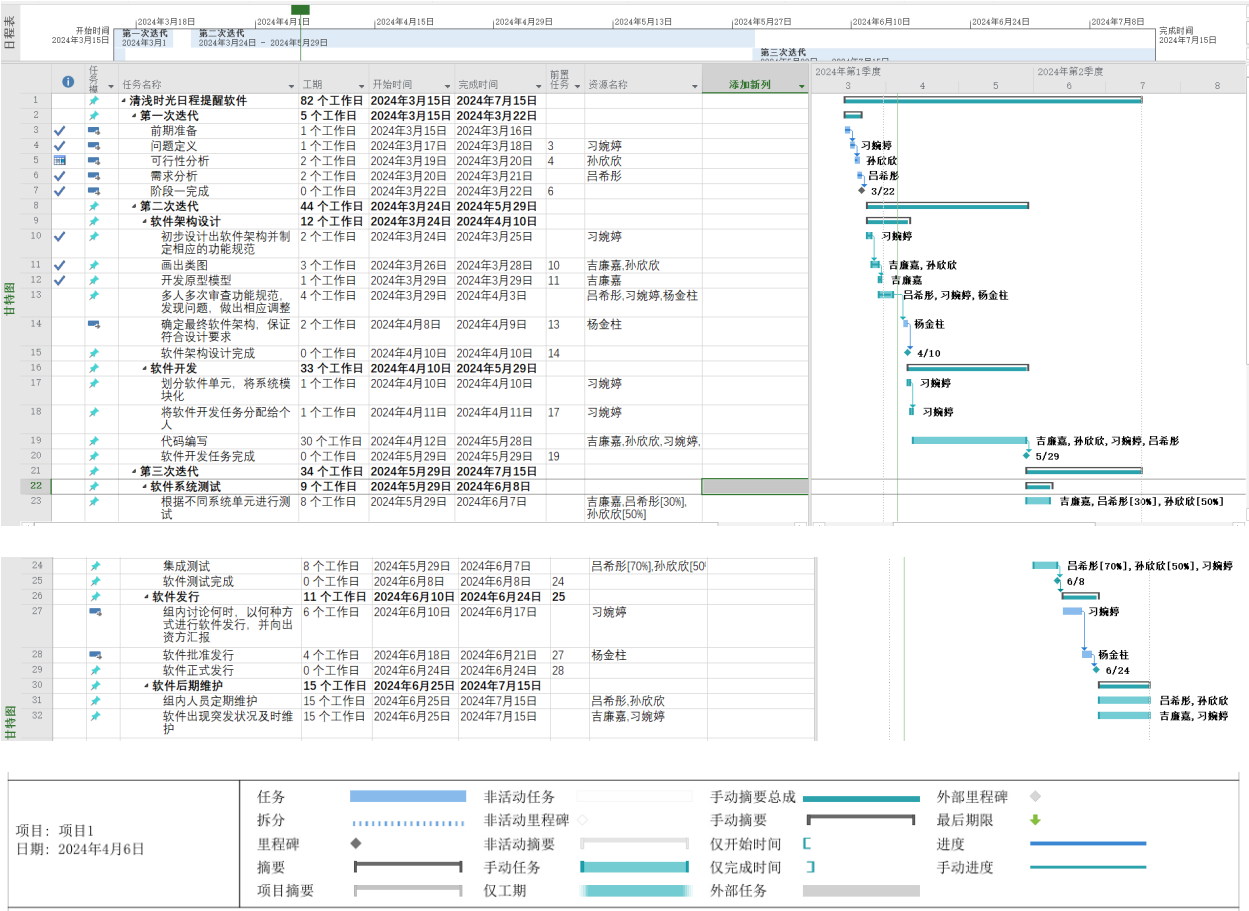 日程表
开始时间
2024年3月15日
2024年3月18日
2024年4月1日
2024年4月15日
2024年4月29日
2024年5月13日
2024年5月27日
2024年6月10日
2024年6月24日
2024年7月8日
完成时间
2024年7月15日
第一次迭代
2024年3月1
第二次迭代
2024年3月24日 - 2024年5月29日
第三次迭代
甘特图
任务模 任务名称 工期 开始时间 完成时间 前置任务 资源名称 添加新列
2024年第1季度 2024年第2季度
3 4 5 6 7 8
1 清浅时光日程提醒软件 82 个工作日 2024年3月15日 2024年7月15日
2 第一次迭代 5 个工作日 2024年3月15日 2024年3月22日
3 前期准备 1 个工作日 2024年3月15日 2024年3月16日
4 问题定义 1 个工作日 2024年3月17日 2024年3月18日 3 习婉婷 习婉婷
5 可行性分析 2 个工作日 2024年3月19日 2024年3月20日 4 孙欣欣 孙欣欣
6 需求分析 2 个工作日 2024年3月20日 2024年3月21日 吕希彤 吕希彤
7 阶段一完成 0 个工作日 2024年3月22日 2024年3月22日 6 3/22
8 第二次迭代 44 个工作日 2024年3月24日 2024年5月29日
9 软件架构设计 12 个工作日 2024年3月24日 2024年4月10日
10 初步设计出软件架构并制 2 个工作日 2024年3月24日 2024年3月25日 习婉婷 习婉婷
定相应的功能规范
11 画出类图 3 个工作日 2024年3月26日 2024年3月28日 10 吉廉嘉,孙欣欣 吉廉嘉, 孙欣欣
12 开发原型模型 1 个工作日 2024年3月29日 2024年3月29日 11 吉廉嘉 吉廉嘉
13 多人多次审查功能规范， 4 个工作日 2024年3月29日 2024年4月3日 吕希彤,习婉婷,杨金柱 吕希彤, 习婉婷, 杨金柱
发现问题，做出相应调整
14 确定最终软件架构，保证 2 个工作日 2024年4月8日 2024年4月9日 13 杨金柱 杨金柱
符合设计要求
15 软件架构设计完成 0 个工作日 2024年4月10日 2024年4月10日 14 4/10
16 软件开发 33 个工作日 2024年4月10日 2024年5月29日
17 划分软件单元，将系统模 1 个工作日 2024年4月10日 2024年4月10日 习婉婷 习婉婷
块化
18 将软件开发任务分配给个 1 个工作日 2024年4月11日 2024年4月11日 17 习婉婷 习婉婷
人
19 代码编写 30 个工作日 2024年4月12日 2024年5月28日 吉廉嘉,孙欣欣,习婉婷, 吉廉嘉, 孙欣欣, 习婉婷, 吕希彤
20 软件开发任务完成 0 个工作日 2024年5月29日 2024年5月29日 19 5/29
21 第三次迭代 34 个工作日 2024年5月29日 2024年7月15日
22 软件系统测试 9 个工作日 2024年5月29日 2024年6月8日
23 根据不同系统单元进行测 8 个工作日 2024年5月29日 2024年6月7日 吉廉嘉,吕希彤[30%], 吉廉嘉, 吕希彤[30%], 孙欣欣[50%]
试 孙欣欣[50%]
甘特图
24 集成测试 8 个工作日 2024年5月29日 2024年6月7日 吕希彤[70%],孙欣欣[50% 吕希彤[70%], 孙欣欣[50%], 习婉婷
25 软件测试完成 0 个工作日 2024年6月8日 2024年6月8日 24 6/8
26 软件发行 11 个工作日 2024年6月10日 2024年6月24日 25
27 组内讨论何时，以何种方 6 个工作日 2024年6月10日 2024年6月17日 习婉婷 习婉婷
式进行软件发行，并向出
资方汇报
28 软件批准发行 4 个工作日 2024年6月18日 2024年6月21日 27 杨金柱 杨金柱
29 软件正式发行 0 个工作日 2024年6月24日 2024年6月24日 28 6/24
30 软件后期维护 15 个工作日 2024年6月25日 2024年7月15日
31 组内人员定期维护 15 个工作日 2024年6月25日 2024年7月15日 吕希彤,孙欣欣 吕希彤, 孙欣欣
32 软件出现突发状况及时维 15 个工作日 2024年6月25日 2024年7月15日 吉廉嘉,习婉婷 吉廉嘉, 习婉婷
护
项目: 项目1
日期: 2024年4月6日
任务 非活动任务 手动摘要总成 外部里程碑
拆分 非活动里程碑 手动摘要 最后期限
里程碑 非活动摘要 仅开始时间 进度
摘要 手动任务 仅完成时间 手动进度
项目摘要 仅工期 外部任务